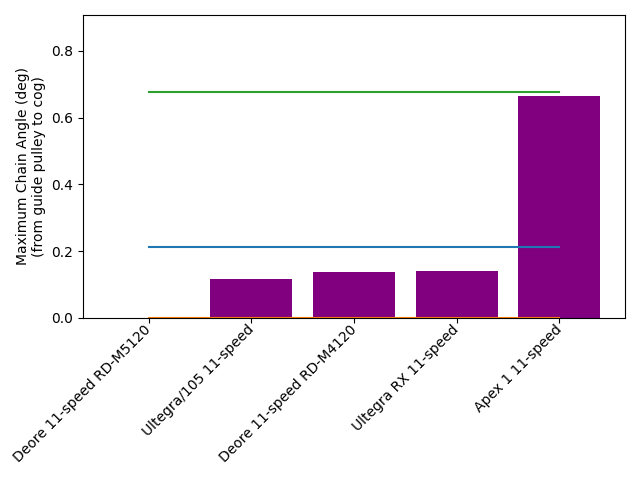 Maximum Chain Angle (deg)
(from guide pulley to cog)
0.8
0.6
0.4
0.2
0.0
Deore 11-speed RD-M5120
Ultegra/105 11-speed
Deore 11-speed RD-M4120
Ultegra RX 11-speed
Apex 1 11-speed